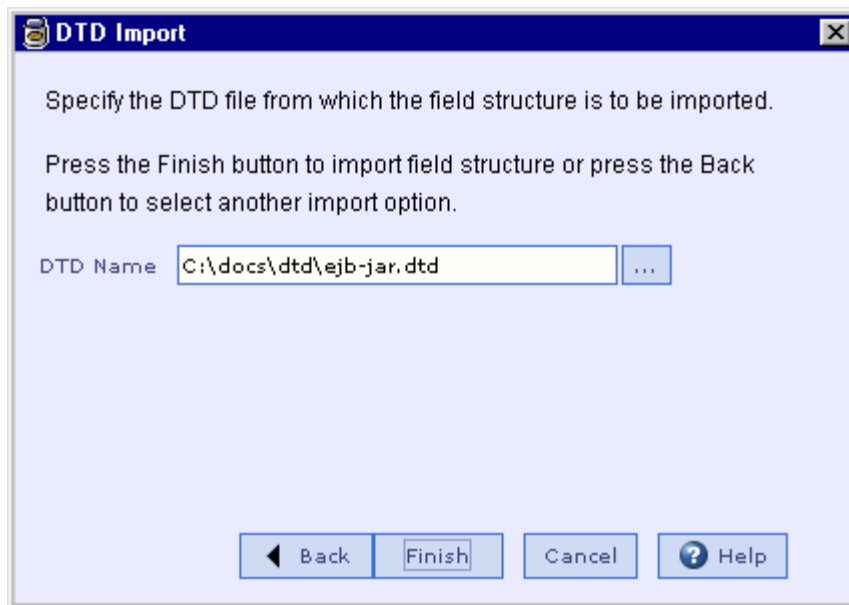 DTD Import
Specify the DTD file from which the field structure is to be imported.
Press the Finish button to import field structure or press the Back
button to select another import option.
DTD Name C:\docs\dtd\ejb-jar.dtd ...
Back Finish Cancel ? Help